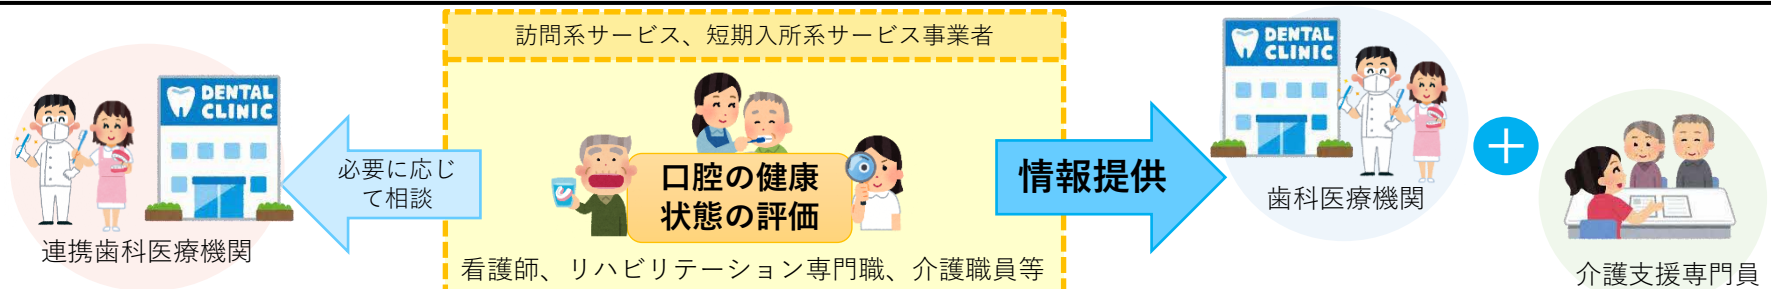 訪問系サービス、短期入所系サービス事業者
DENTAL
CLINIC
必要に応じ
て相談
連携歯科医療機関
口腔の健康
状態の評価
看護師、リハビリテーション専門職、介護職員等
情報提供
DENTAL
CLINIC
歯科医療機関
+
介護支援専門員